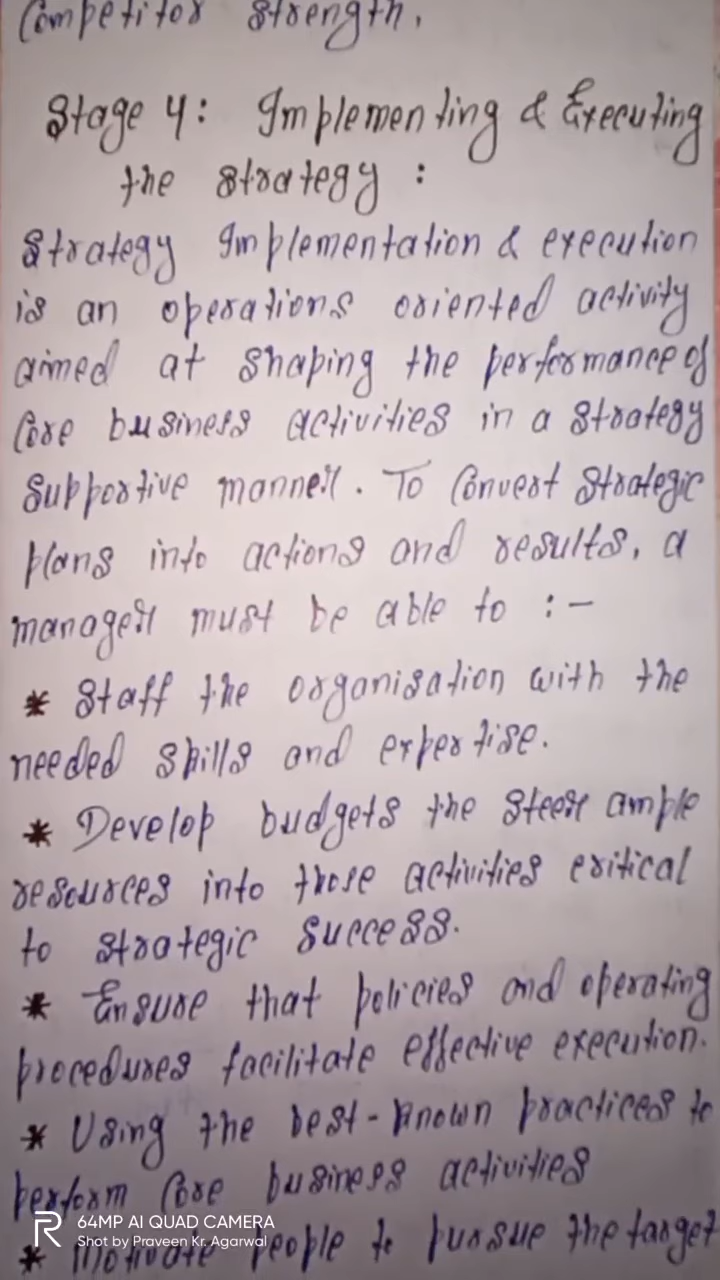 Competitor strength.
Stage 4: Implementing & Executing
the strategy :
Strategy Implementation & execution
is an operations oriented activity
aimed at shaping the performance of
Core business activities in a strategy
supportive manner. To Convert strategic
plans into actions and results, a
manager must be able to :-
* Staff the organisation with the
needed skills and expertise.
* Develop budgets the steer ample
resources into those activities critical
to strategic success.
* Ensure that policies and operating
procedures facilitate effective execution.
* Using the best-known practices to
perform Core business activities
* Motivate people to pursue the target
R
64MP AI QUAD CAMERA
Shot by Praveen Kr. Agarwal